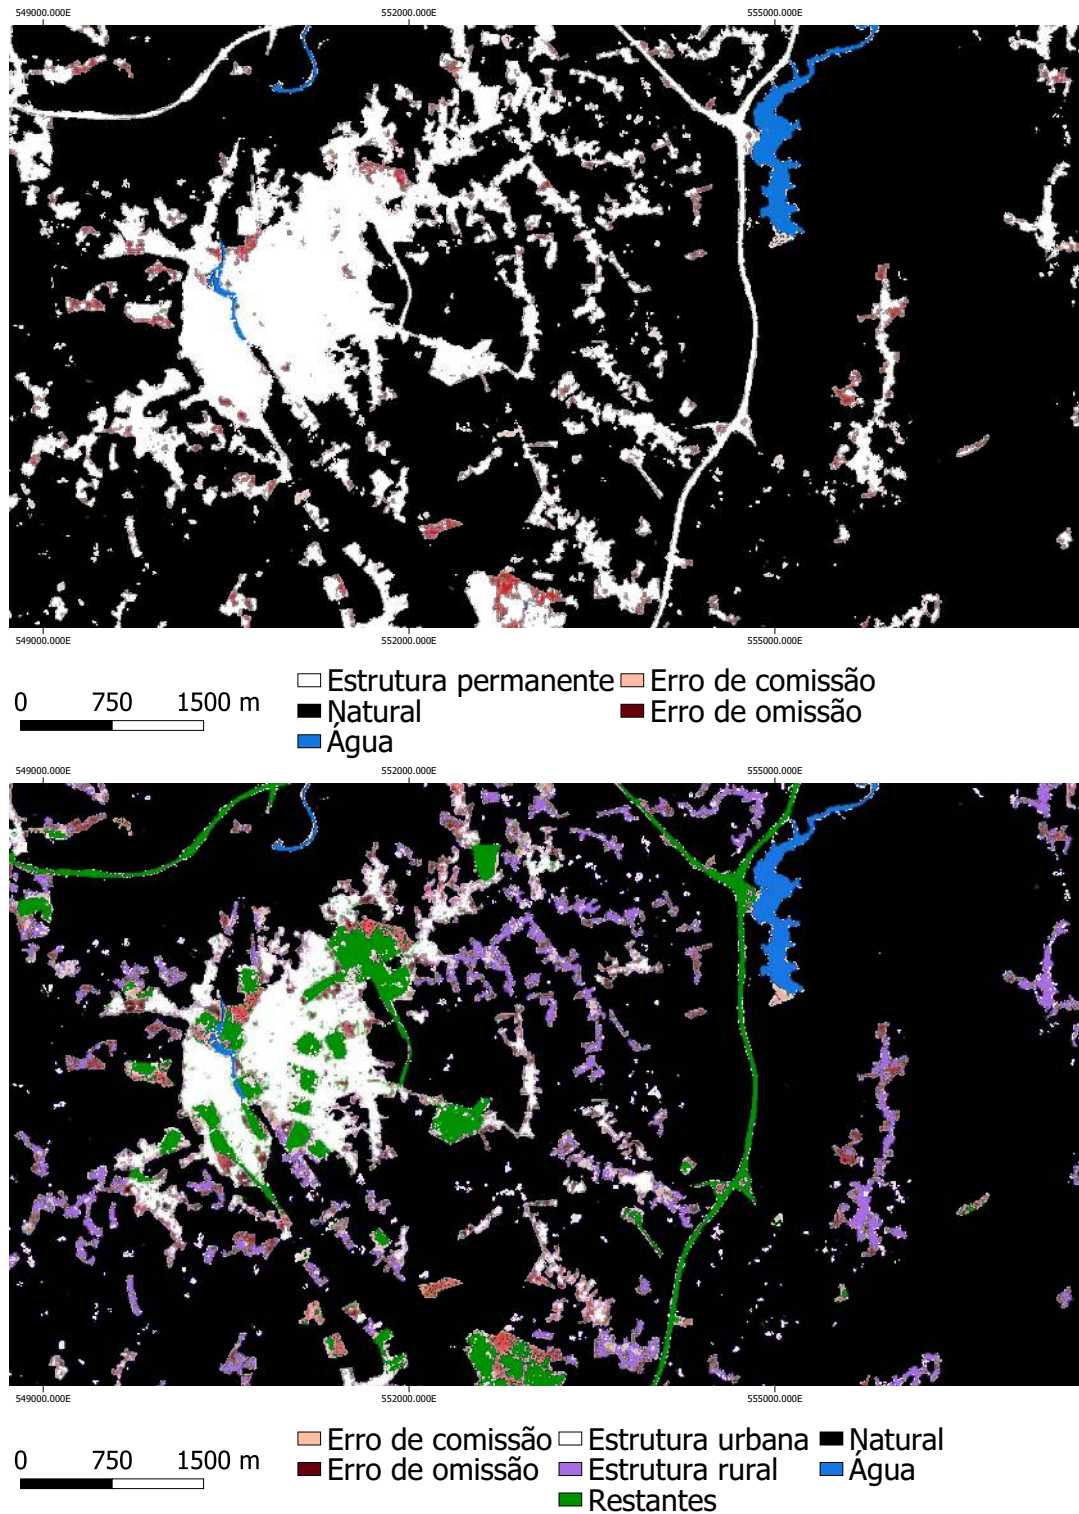 549000.000E 552000.000E 555000.000E
549000.000E 552000.000E 555000.000E
0 750 1500 m
Estrutura permanente Erro de comissão
Natural Erro de omissão
Água
549000.000E 552000.000E 555000.000E
549000.000E 552000.000E 555000.000E
0 750 1500 m
Erro de comissão Estrutura urbana Natural
Erro de omissão Estrutura rural Água
Restantes